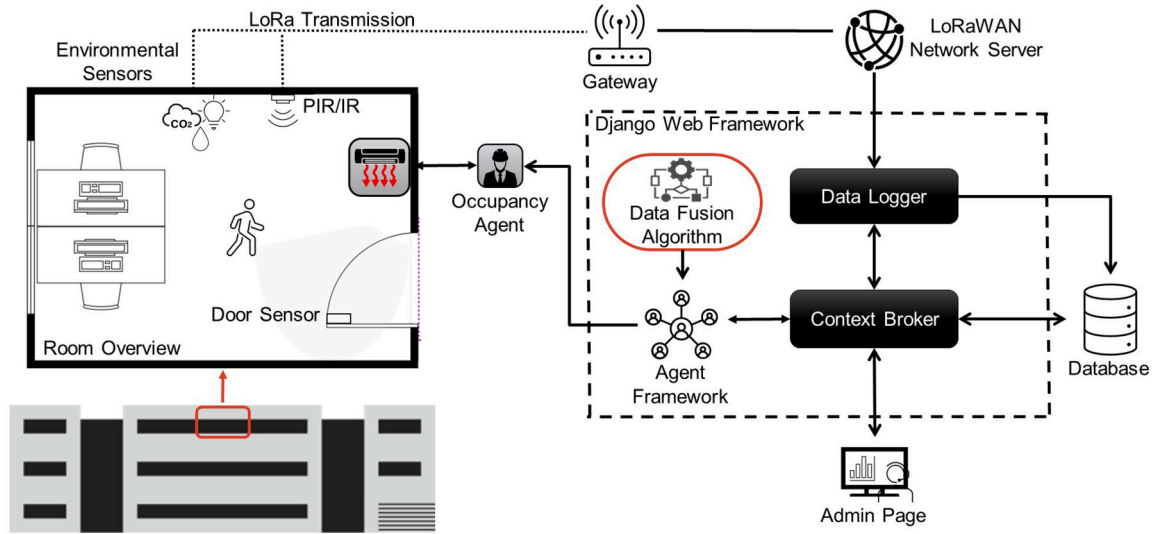 LoRa Transmission
Environmental
Sensors
Gateway
LoRaWAN
Network Server
CO₂
PIR/IR
Django Web Framework
Occupancy
Agent
Data Fusion
Algorithm
Data Logger
Door Sensor
Room Overview
Context Broker
Agent
Framework
Database
Admin Page